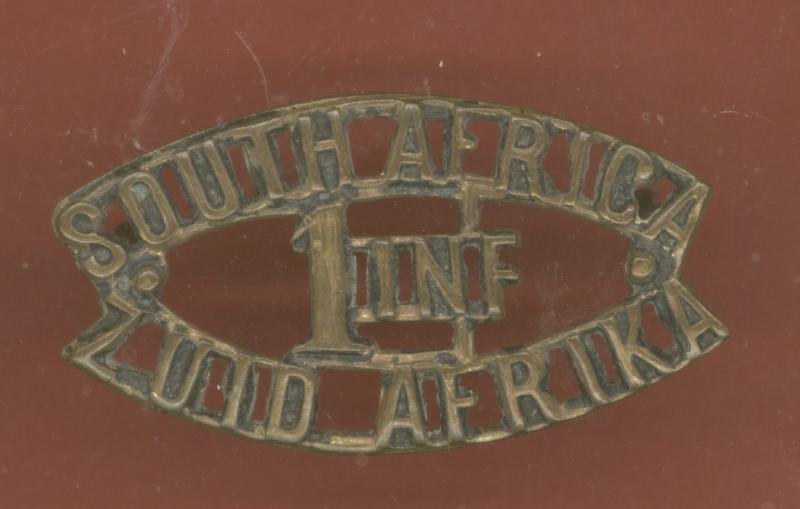 SOUTH AFRICA
1 INF
ZUID AFRIKA